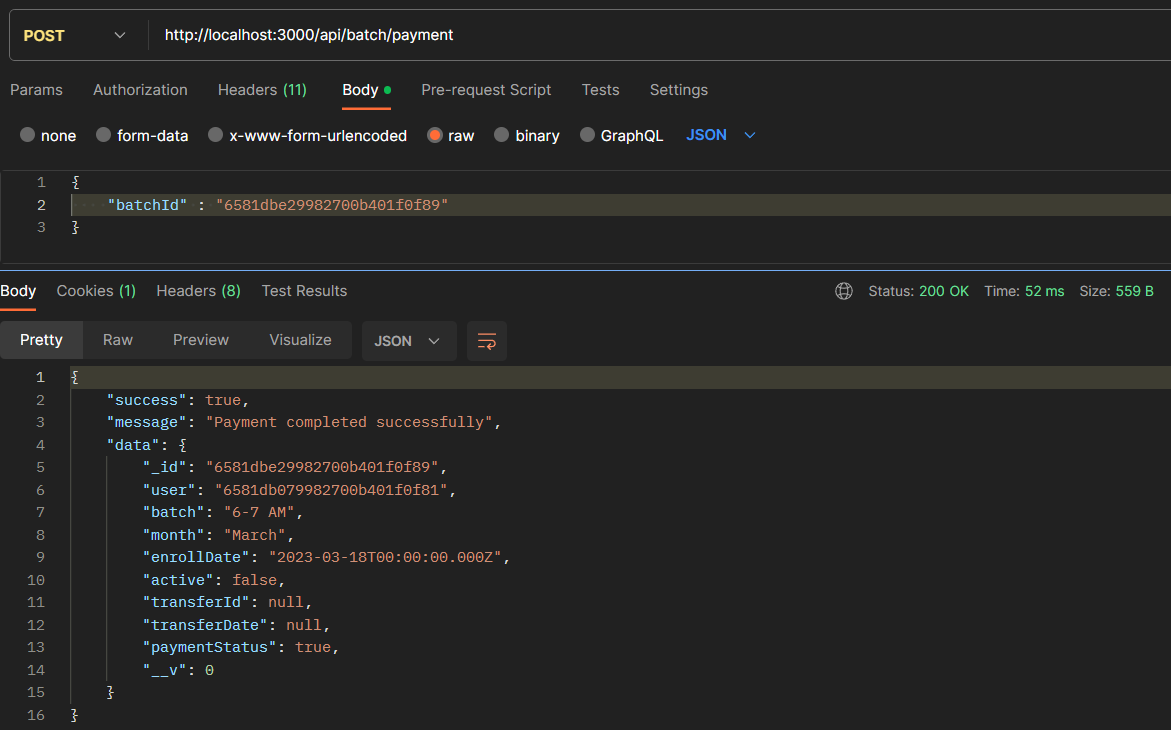 POST http://localhost:3000/api/batch/payment
Params Authorization Headers (11) Body Pre-request Script Tests Settings
none form-data x-www-form-urlencoded raw binary GraphQL JSON
1 {
2 "batchId" : "6581dbe29982700b401f0f89"
3 }
Body Cookies (1) Headers (8) Test Results Status: 200 OK Time: 52 ms Size: 559 B
Pretty Raw Preview Visualize JSON
1 {
2 "success": true,
3 "message": "Payment completed successfully",
4 "data": {
5 "_id": "6581dbe29982700b401f0f89",
6 "user": "6581db079982700b401f0f81",
7 "batch": "6-7 AM",
8 "month": "March",
9 "enrollDate": "2023-03-18T00:00:00.000Z",
10 "active": false,
11 "transferId": null,
12 "transferDate": null,
13 "paymentStatus": true,
14 "__v": 0
15 }
16 }